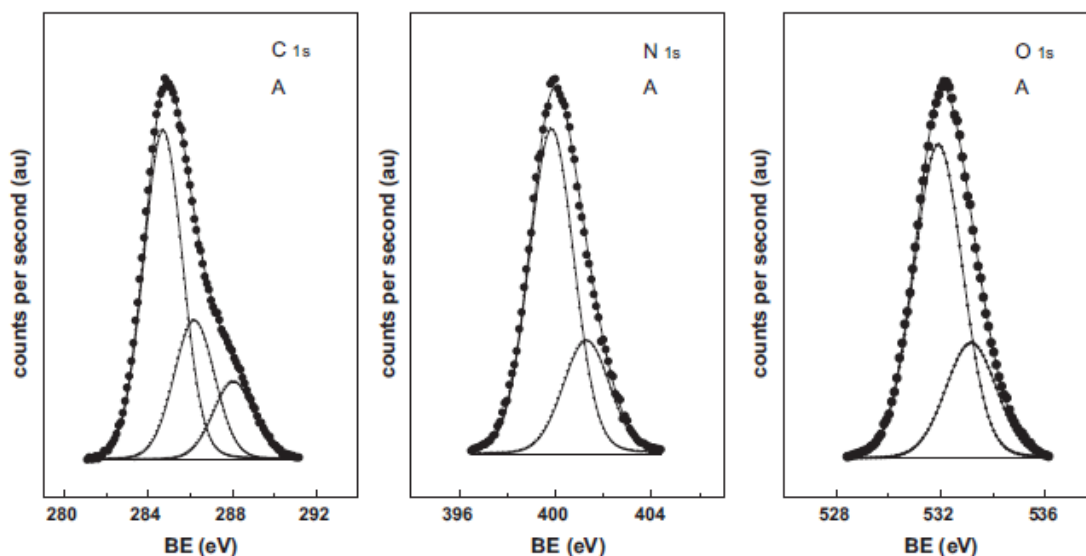 C 1s
A
counts per second (au)
280 284 288 292
BE (eV)
N 1s
A
counts per second (au)
396 400 404
BE (eV)
O 1s
A
counts per second (au)
528 532 536
BE (eV)